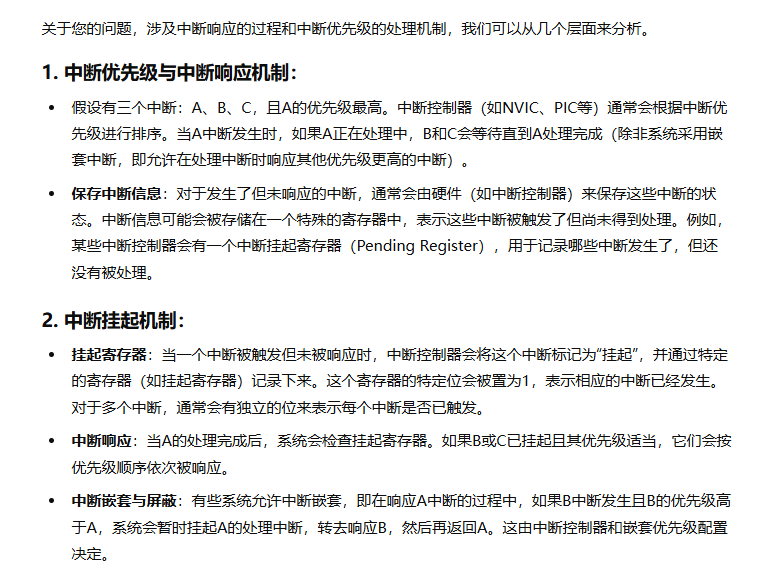 关于您的问题，涉及中断响应的过程和中断优先级的处理机制，我们可以从几个层面来分析。
1. 中断优先级与中断响应机制：
• 假设有三个中断：A、B、C，且A的优先级最高。中断控制器（如NVIC、PIC等）通常会根据中断优
先级进行排序。当A中断发生时，如果A正在处理中，B和C会等待直到A处理完成（除非系统采用嵌
套中断，即允许在处理中断时响应其他优先级更高的中断）。
• 保存中断信息：对于发生了但未响应的中断，通常会由硬件（如中断控制器）来保存这些中断的状
态。中断信息可能会被存储在一个特殊的寄存器中，表示这些中断被触发了但尚未得到处理。例如，
某些中断控制器会有一个中断挂起寄存器（Pending Register），用于记录哪些中断发生了，但还
没有被处理。
2. 中断挂起机制：
• 挂起寄存器：当一个中断被触发但未被响应时，中断控制器会将这个中断标记为“挂起”，并通过特定
的寄存器（如挂起寄存器）记录下来。这个寄存器的特定位会被置为1，表示相应的中断已经发生。
对于多个中断，通常会有独立的位来表示每个中断是否已触发。
• 中断响应：当A的处理完成后，系统会检查挂起寄存器。如果B或C已挂起且其优先级适当，它们会按
优先级顺序依次被响应。
• 中断嵌套与屏蔽：有些系统允许中断嵌套，即在响应A中断的过程中，如果B中断发生且B的优先级高
于A，系统会暂时挂起A的处理中断，转去响应B，然后再返回A。这由中断控制器和嵌套优先级配置
决定。